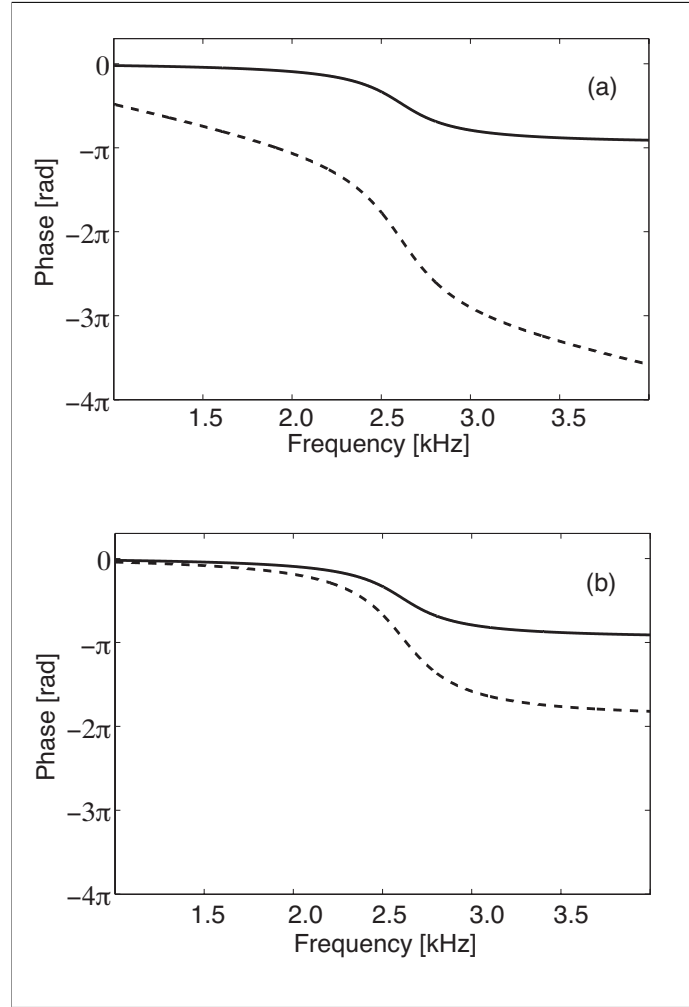 (a)
Phase [rad]
0
−π
−2π
−3π
−4π
1.5 2.0 2.5 3.0 3.5
Frequency [kHz]
(b)
Phase [rad]
0
−π
−2π
−3π
−4π
1.5 2.0 2.5 3.0 3.5
Frequency [kHz]